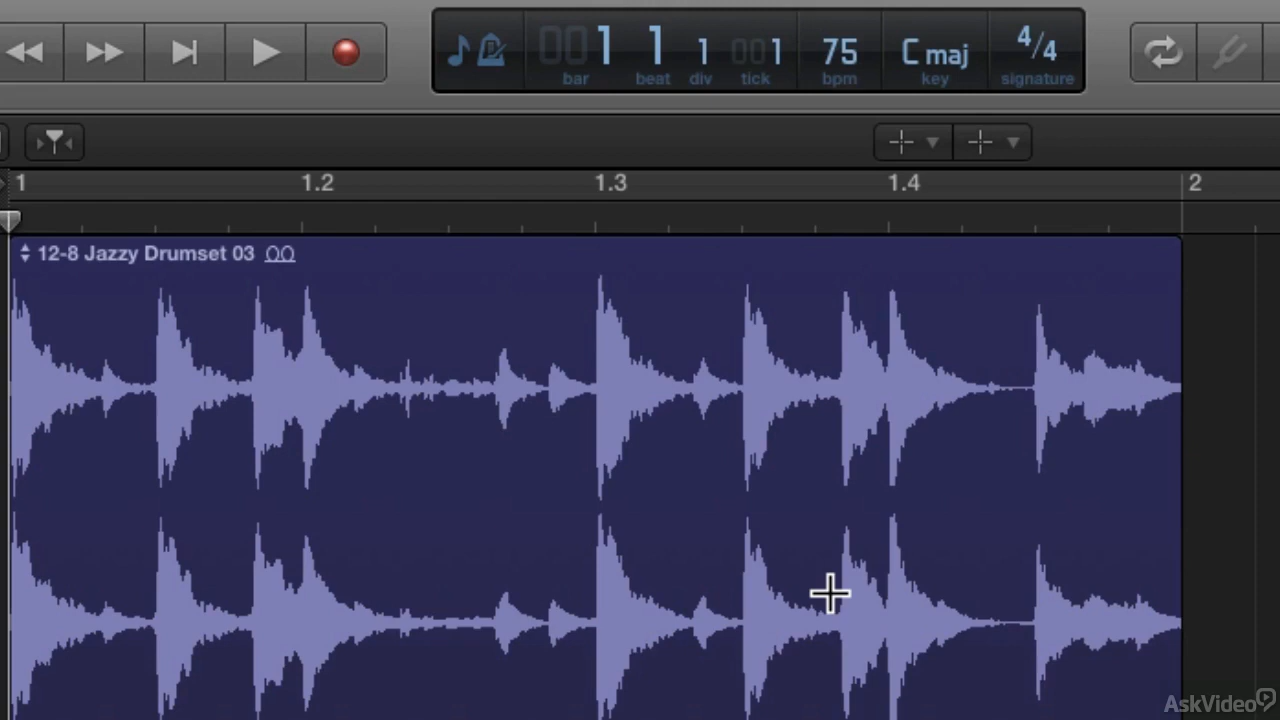 001 1 1 001 75 C maj 4/4
bar beat div tick bpm key signature
1 1.2 1.3 1.4 2
12-8 Jazzy Drumset 03
AskVideo